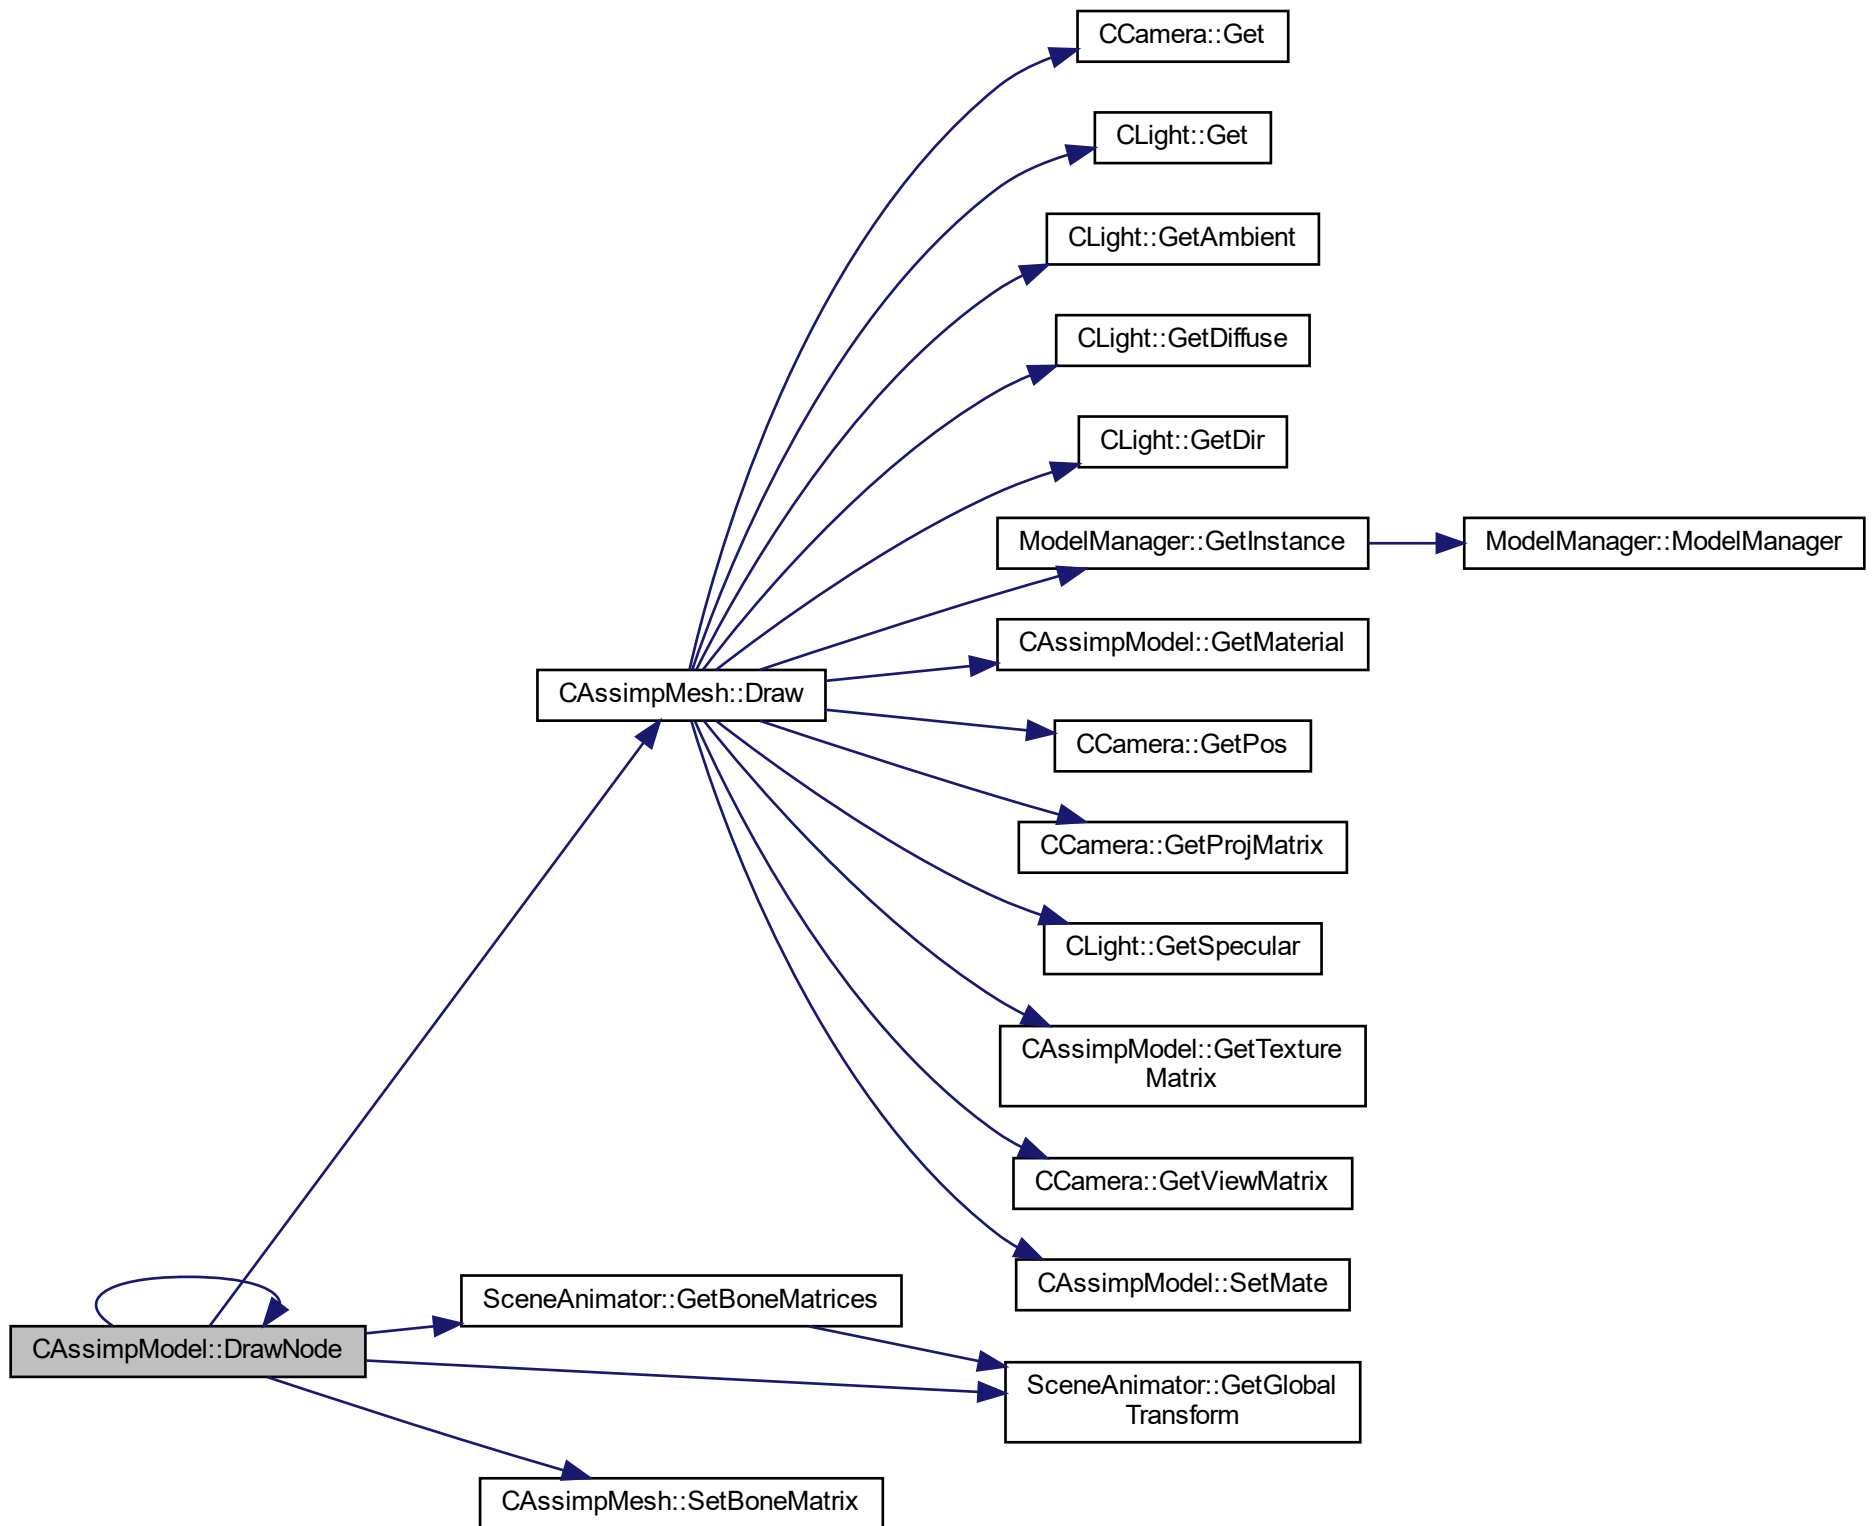 CCamera::Get
CLight::Get
CLight::GetAmbient
CLight::GetDiffuse
CLight::GetDir
ModelManager::GetInstance
ModelManager::ModelManager
CAssimpModel::GetMaterial
CAssimpMesh::Draw
CCamera::GetPos
CCamera::GetProjMatrix
CLight::GetSpecular
CAssimpModel::GetTexture
Matrix
CCamera::GetViewMatrix
CAssimpModel::SetMate
SceneAnimator::GetBoneMatrices
CAssimpModel::DrawNode
SceneAnimator::GetGlobal
Transform
CAssimpMesh::SetBoneMatrix